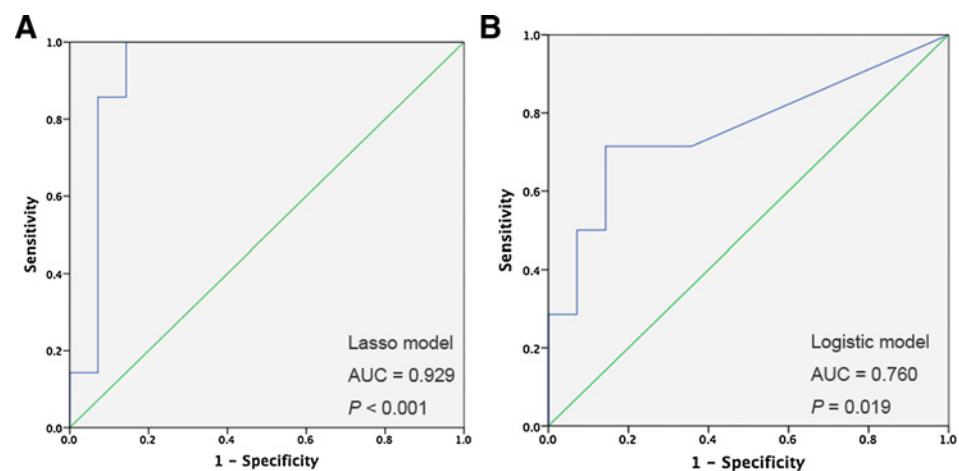 A
1.0
0.8
0.6
0.4
0.2
0.0
Sensitivity
0.0 0.2 0.4 0.6 0.8 1.0
1 – Specificity
Lasso model
AUC = 0.929
P < 0.001
B
1.0
0.8
0.6
0.4
0.2
0.0
Sensitivity
0.0 0.2 0.4 0.6 0.8 1.0
1 – Specificity
Logistic model
AUC = 0.760
P = 0.019